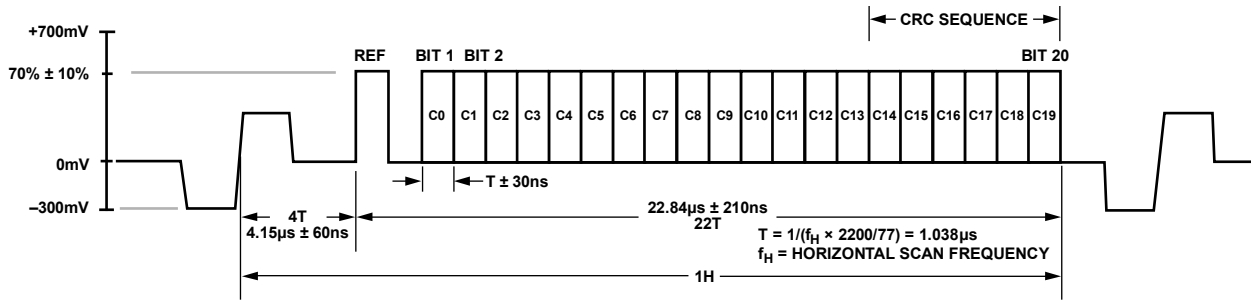 CRC SEQUENCE
+700mV
REF
BIT 1
BIT 2
BIT 20
70% ± 10%
C0
C1
C2
C3
C4
C5
C6
C7
C8
C9
C10
C11
C12
C13
C14
C15
C16
C17
C18
C19
0mV
T ± 30ns
–300mV
4T
4.15µs ± 60ns
22.84µs ± 210ns
22T
T = 1/(fH × 2200/77) = 1.038µs
fH = HORIZONTAL SCAN FREQUENCY
1H